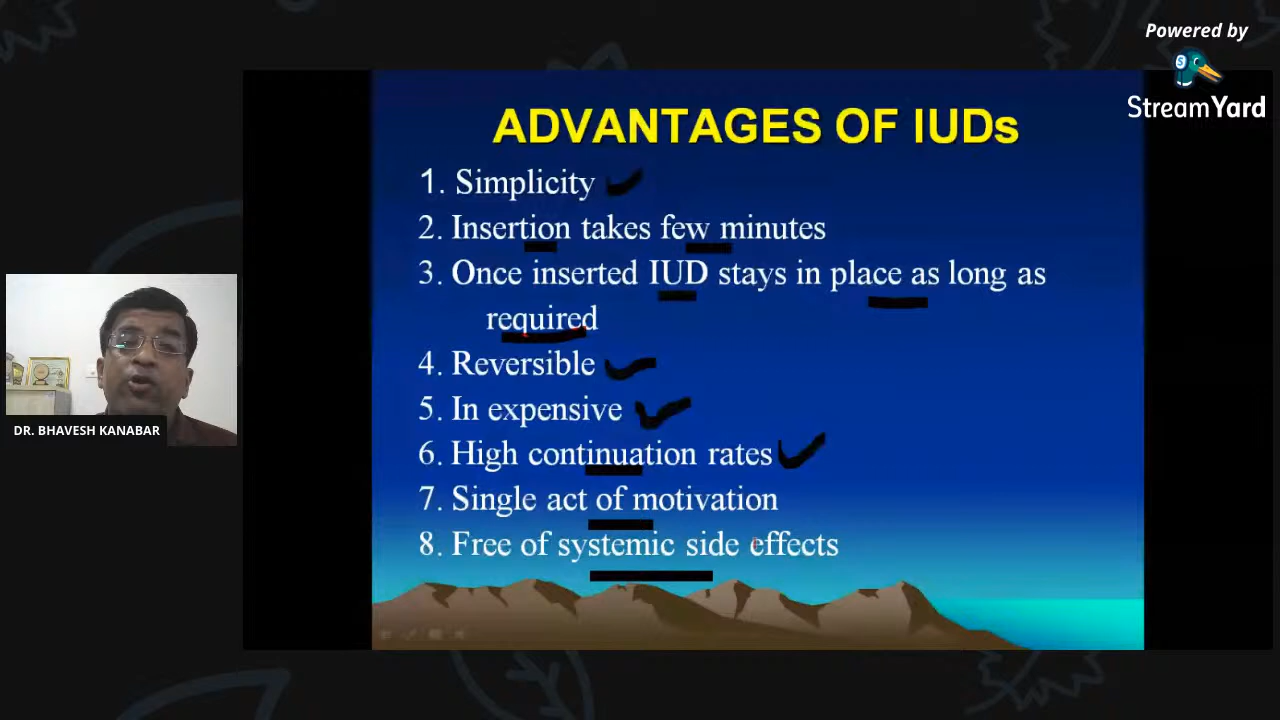 Powered by
StreamYard
ADVANTAGES OF IUDs
1. Simplicity
2. Insertion takes few minutes
3. Once inserted IUD stays in place as long as
required
4. Reversible
5. In expensive
6. High continuation rates
7. Single act of motivation
8. Free of systemic side effects
DR. BHAVESH KANABAR